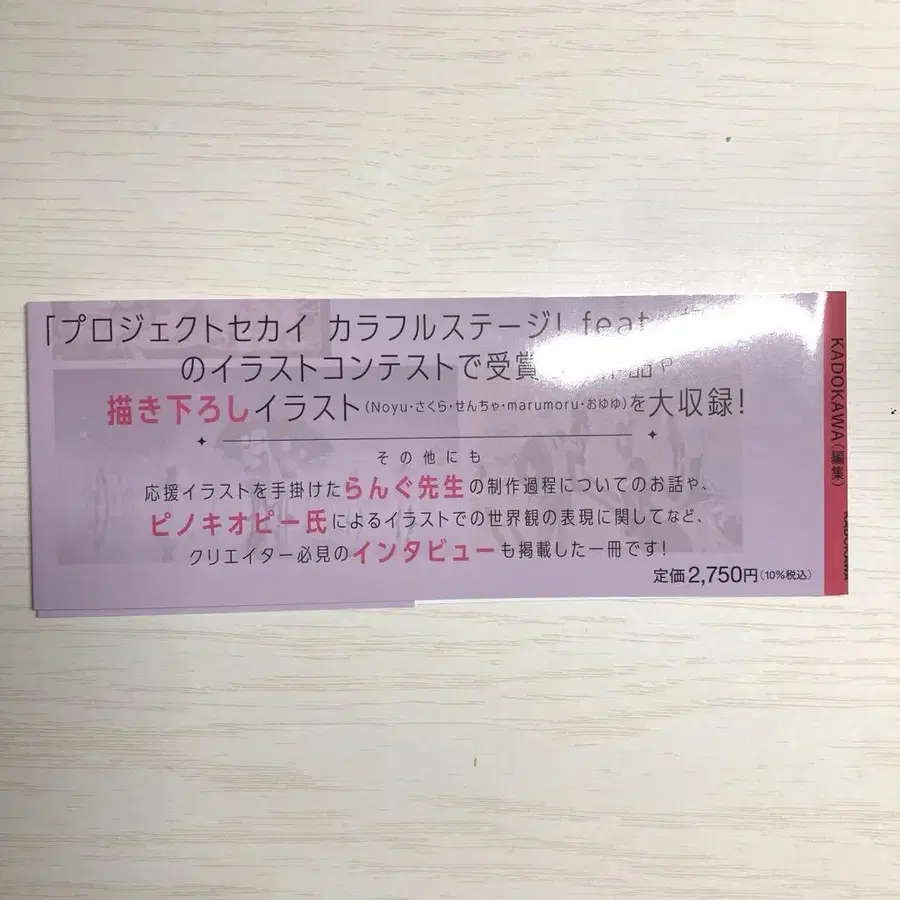 「プロジェクトセカイ カラフルステージ! feat.
のイラストコンテストで受賞
描き下ろしイラスト(Noyu・さくら・せんちゃ・marumoru・おゆゆ)を大収録!
その他にも
応援イラストを手掛けたらんぐ先生の制作過程についてのお話や、
ピノキオピー氏によるイラストでの世界観の表現に関してなど、
クリエイター必見のインタビューも掲載した一冊です!
定価2,750円(10%税込)
KADOKAWA(編集)
KADOKAWA